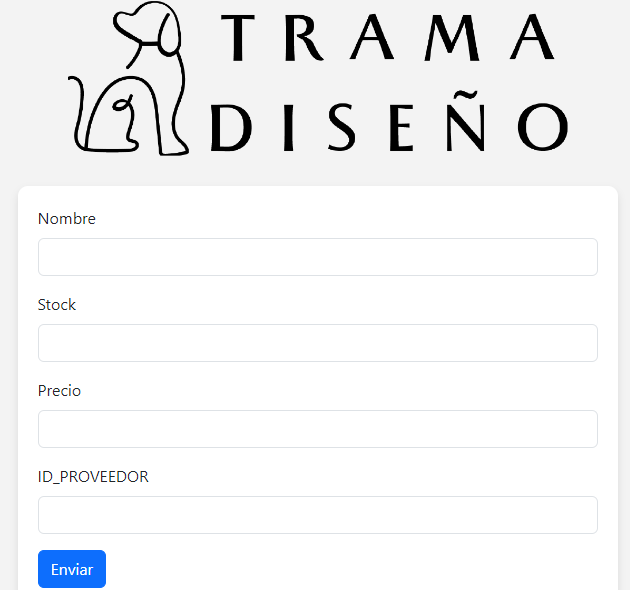 TRAMA
DISEÑO
Nombre
Stock
Precio
ID_PROVEEDOR
Enviar